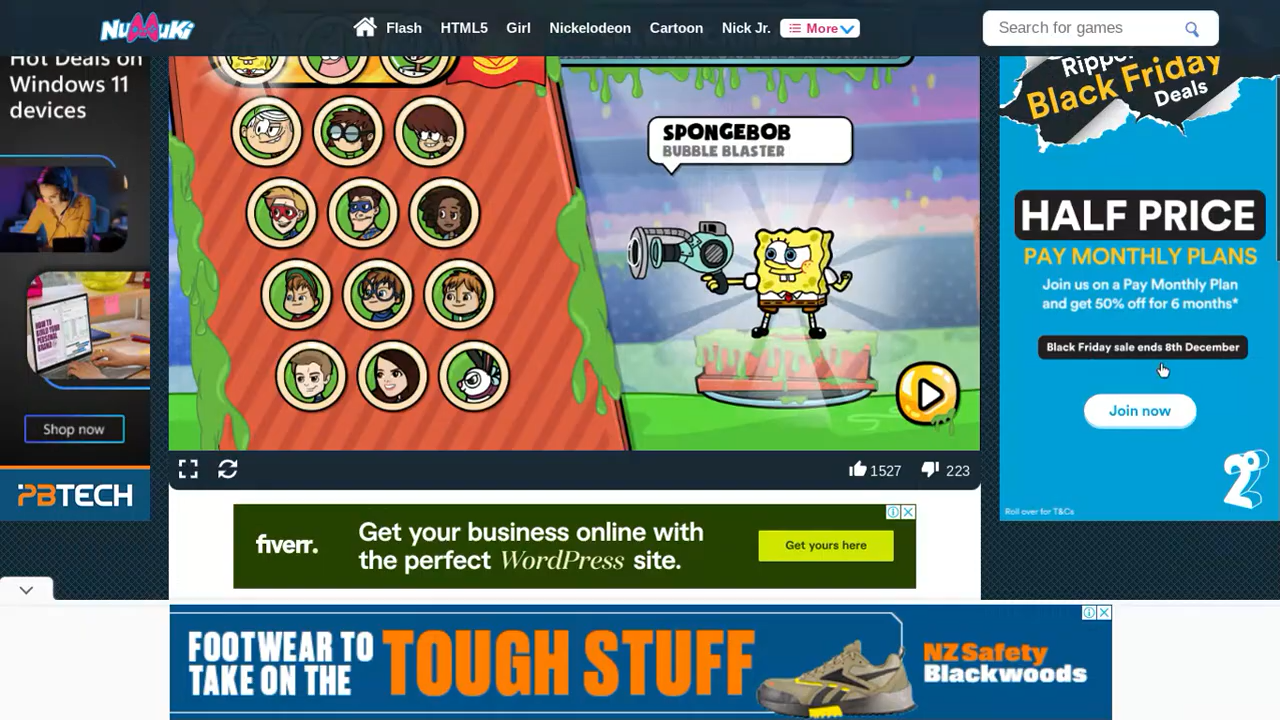 NuMuKi
Flash
HTML5
Girl
Nickelodeon
Cartoon
Nick Jr.
More
Search for games
Hot Deals on
Windows 11
devices
Shop now
PBTECH
SPONGEBOB
BUBBLE BLASTER
1527
223
Black Friday
Deals
HALF PRICE
PAY MONTHLY PLANS
Join us on a Pay Monthly Plan
and get 50% off for 6 months*
Black Friday sale ends 8th December
Join now
2°
Roll over for T&Cs
fiverr.
Get your business online with
the perfect WordPress site.
Get yours here
FOOTWEAR TO
TAKE ON THE
TOUGH STUFF
NZ Safety
Blackwoods